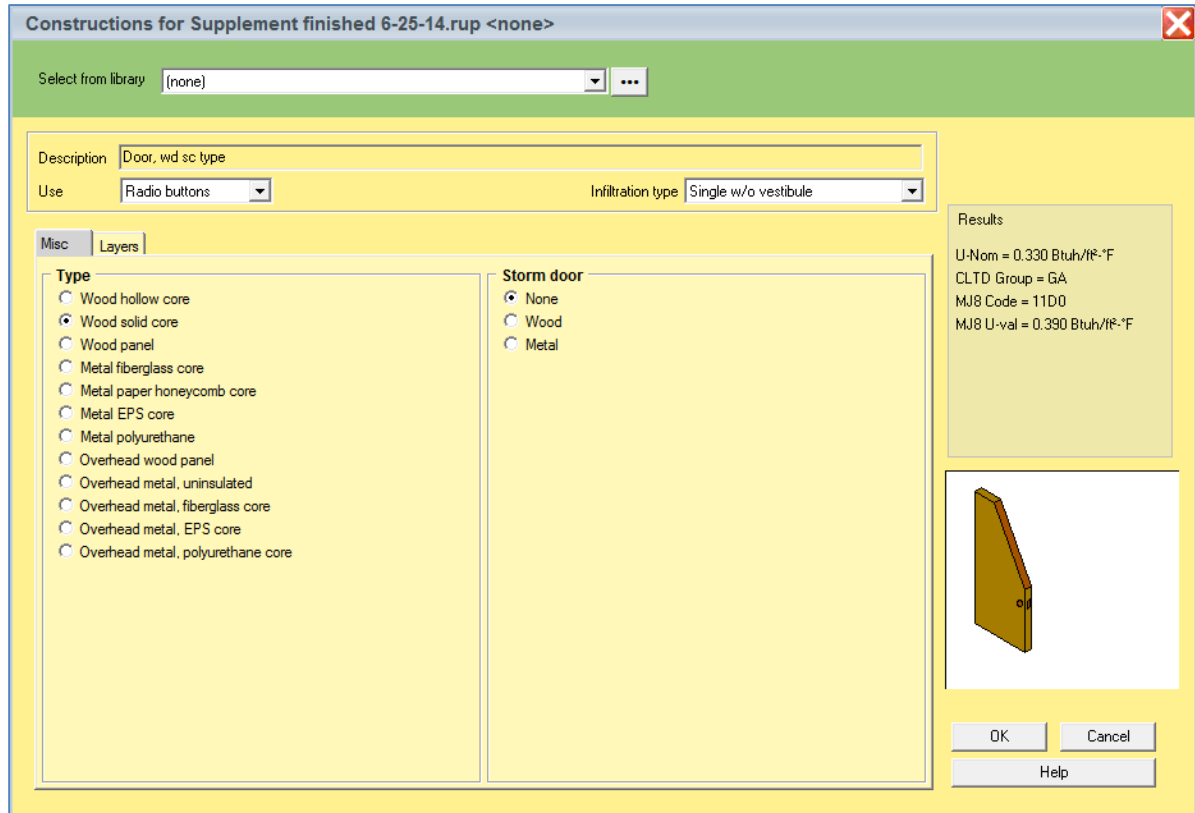 Constructions for Supplement finished 6-25-14.rup <none>
Select from library (none) ...
Description Door, wd sc type
Use Radio buttons Infiltration type Single w/o vestibule
Misc Layers
Type
Wood hollow core
Wood solid core
Wood panel
Metal fiberglass core
Metal paper honeycomb core
Metal EPS core
Metal polyurethane
Overhead wood panel
Overhead metal, uninsulated
Overhead metal, fiberglass core
Overhead metal, EPS core
Overhead metal, polyurethane core
Storm door
None
Wood
Metal
Results
U-Nom = 0.330 Btuh/ft²-°F
CLTD Group = GA
MJ8 Code = 11D0
MJ8 U-val = 0.390 Btuh/ft²-°F
OK Cancel
Help